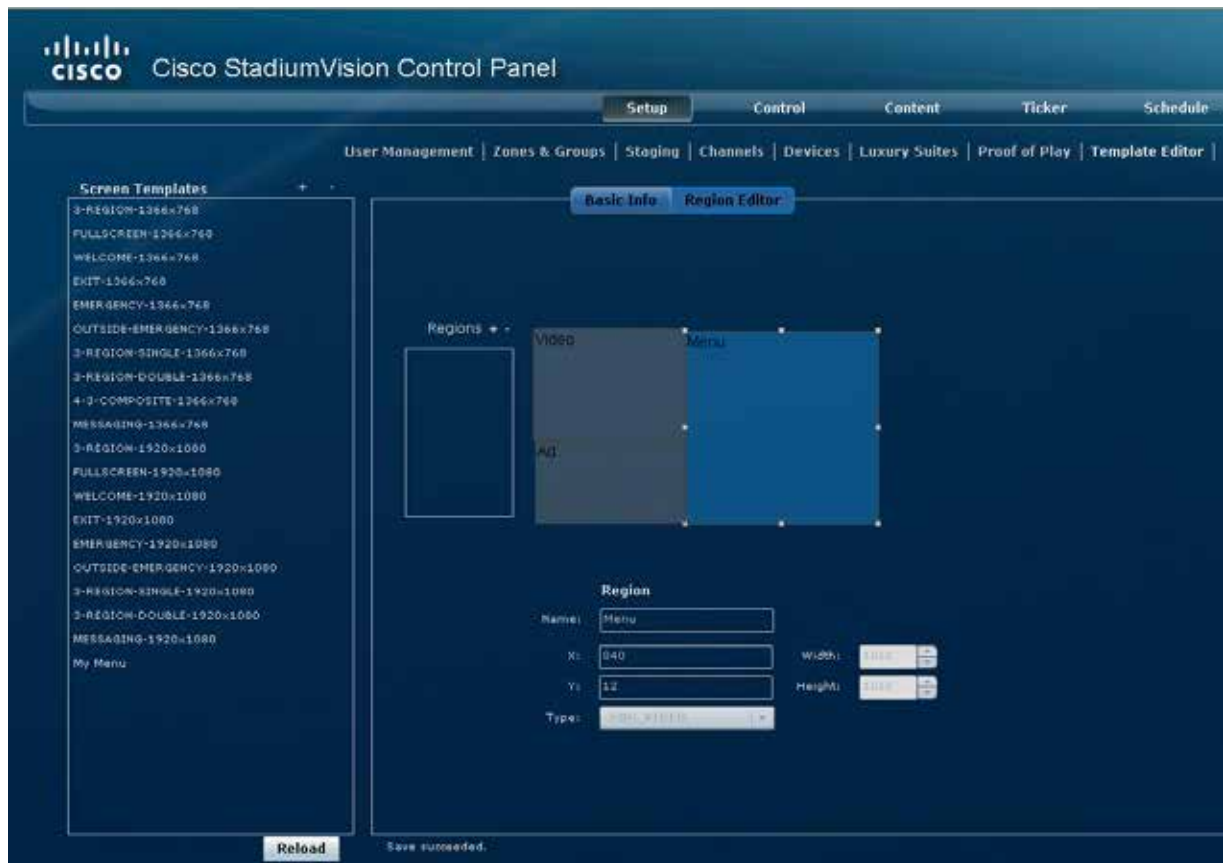 CISCO Cisco StadiumVision Control Panel
Setup Control Content Ticker Schedule
User Management | Zones & Groups | Staging | Channels | Devices | Luxury Suites | Proof of Play | Template Editor |
Screen Templates + -
Basic Info Region Editor
3-REGION-1366x768
FULLSCREEN-1366x768
WELCOME-1366x768
EXIT-1366x768
EMERGENCY-1366x768
OUTSIDE-EMERGENCY-1366x768
3-REGION-SINGLE-1366x768
3-REGION-DOUBLE-1366x768
4-3-COMPOSITE-1366x768
MESSAGING-1366x768
3-REGION-1920x1080
FULLSCREEN-1920x1080
WELCOME-1920x1080
EXIT-1920x1080
EMERGENCY-1920x1080
OUTSIDE-EMERGENCY-1920x1080
3-REGION-SINGLE-1920x1080
3-REGION-DOUBLE-1920x1080
MESSAGING-1920x1080
My Menu
Regions + -
Video Menu
Ad
Region
Name: Menu
X: 840 Width:
Y: 12 Height:
Type:
Reload Save succeeded.